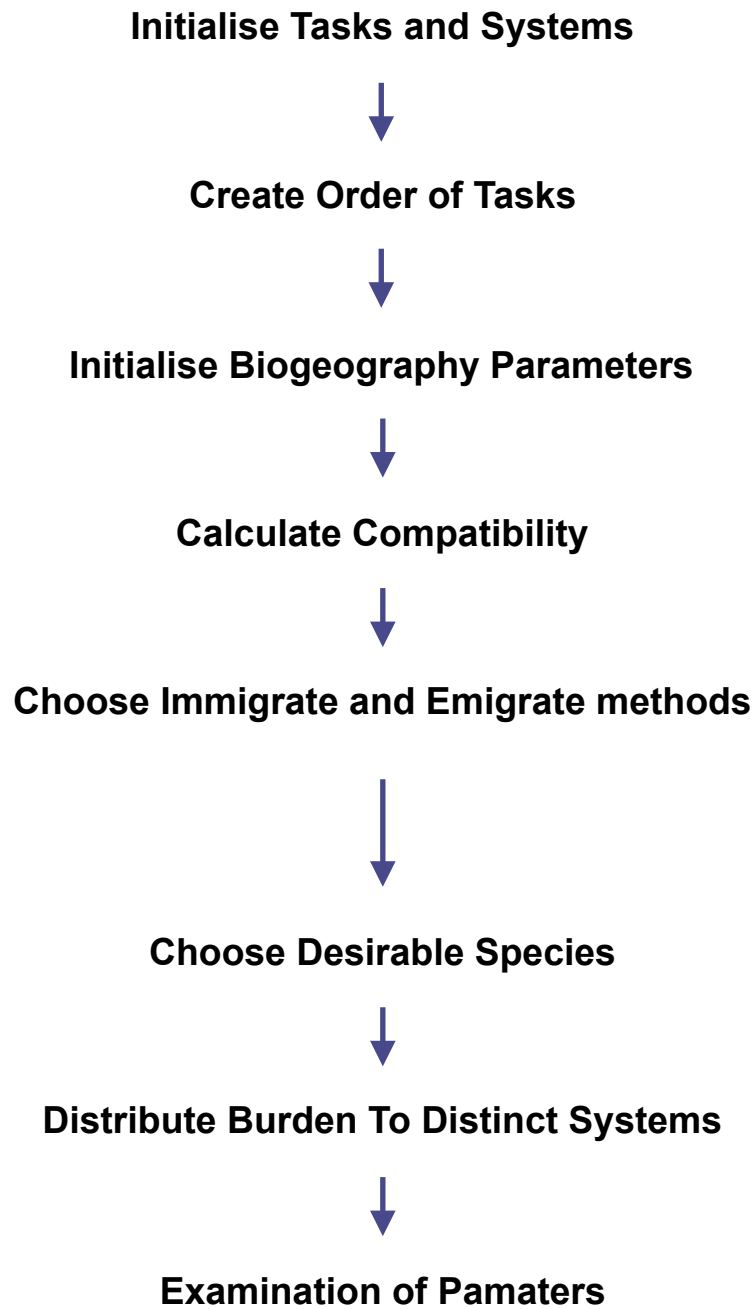 Initialise Tasks and Systems
Create Order of Tasks
Initialise Biogeography Parameters
Calculate Compatibility
Choose Immigrate and Emigrate methods
Choose Desirable Species
Distribute Burden To Distinct Systems
Examination of Pamaters